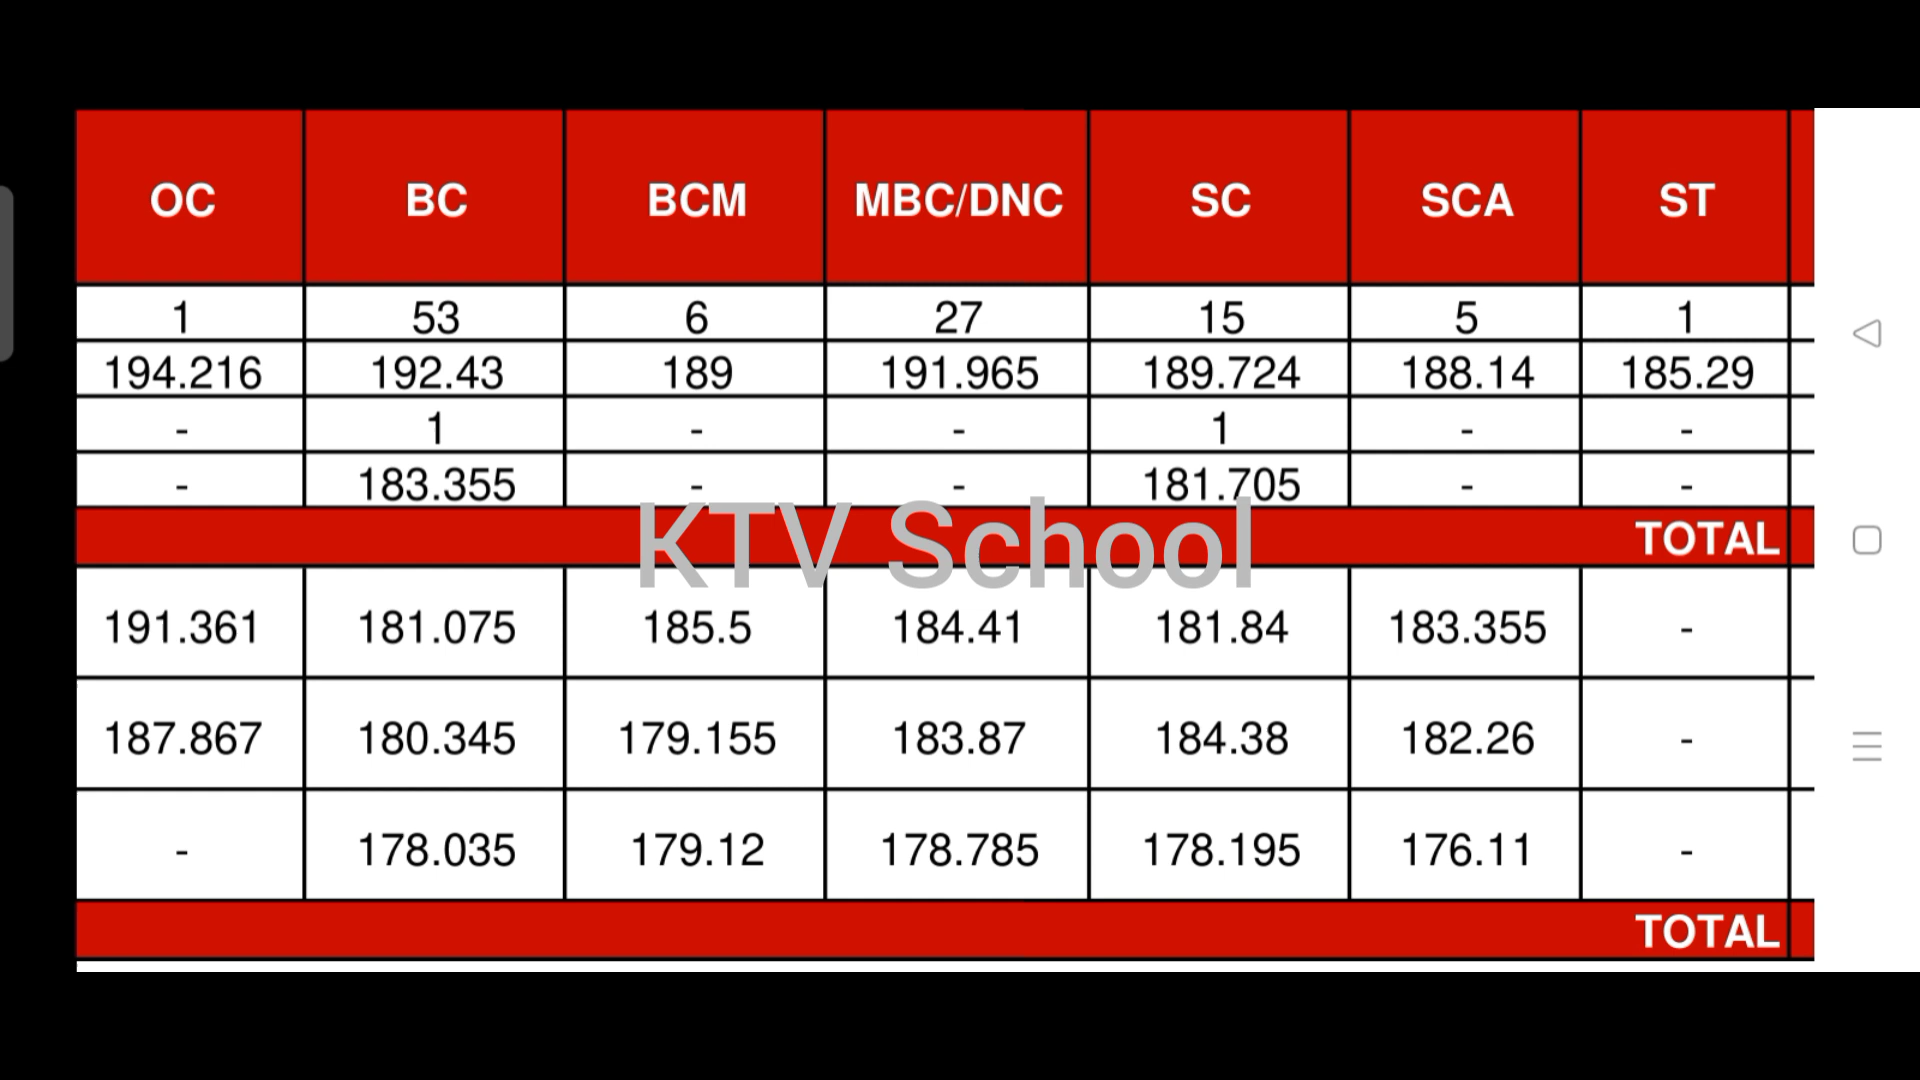 OC BC BCM MBC/DNC SC SCA ST
1 53 6 27 15 5 1
194.216 192.43 189 191.965 189.724 188.14 185.29
- 1 - - 1 - -
- 183.355 - - 181.705 - -
KTV School
TOTAL
191.361 181.075 185.5 184.41 181.84 183.355 -
187.867 180.345 179.155 183.87 184.38 182.26 -
- 178.035 179.12 178.785 178.195 176.11 -
TOTAL